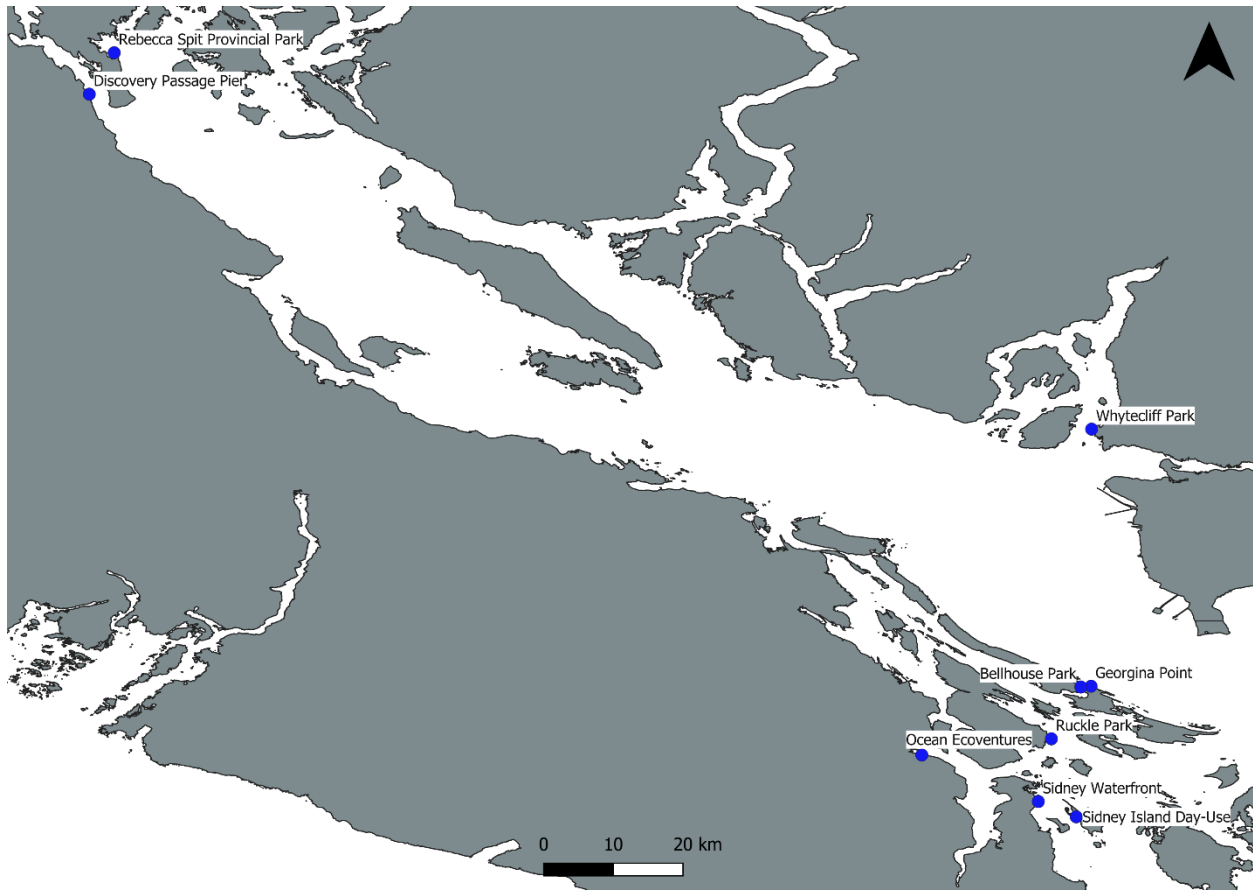 Rebecca Spit Provincial Park
Discovery Passage Pier
Whytecliff Park
Bellhouse Park
Georgina Point
Ruckle Park
Ocean Ecoventures
Sidney Waterfront
Sidney Island Day-Use
0 10 20 km